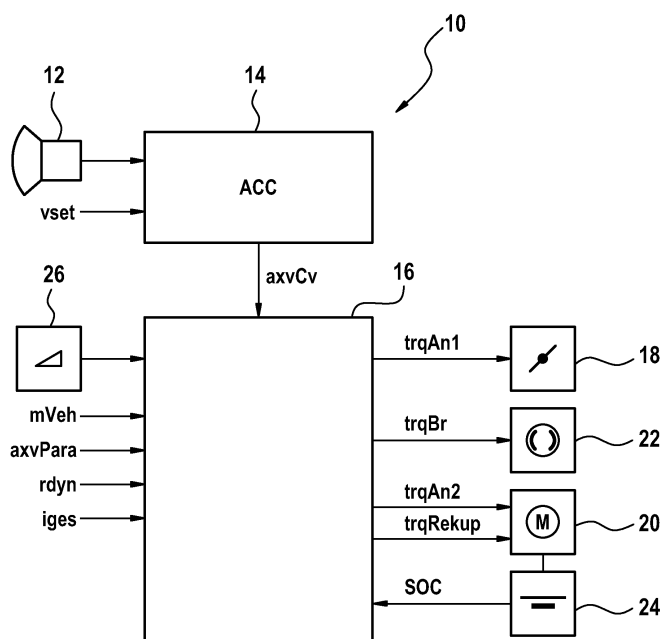 10
12
14
ACC
vset
axvCv
26
16
trqAn1
18
mVeh
trqBr
22
axvPara
rdyn
trqAn2
M
20
iges
trqRekup
SOC
24